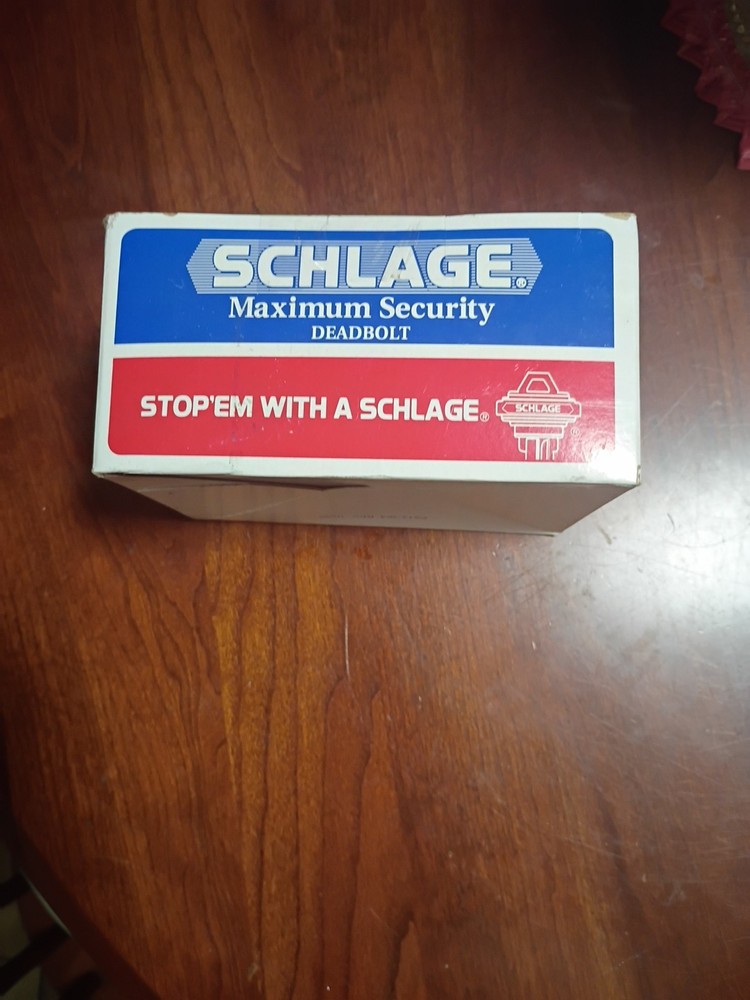 SCHLAGE®
Maximum Security
DEADBOLT
STOP'EM WITH A SCHLAGE®
SCHLAGE
®